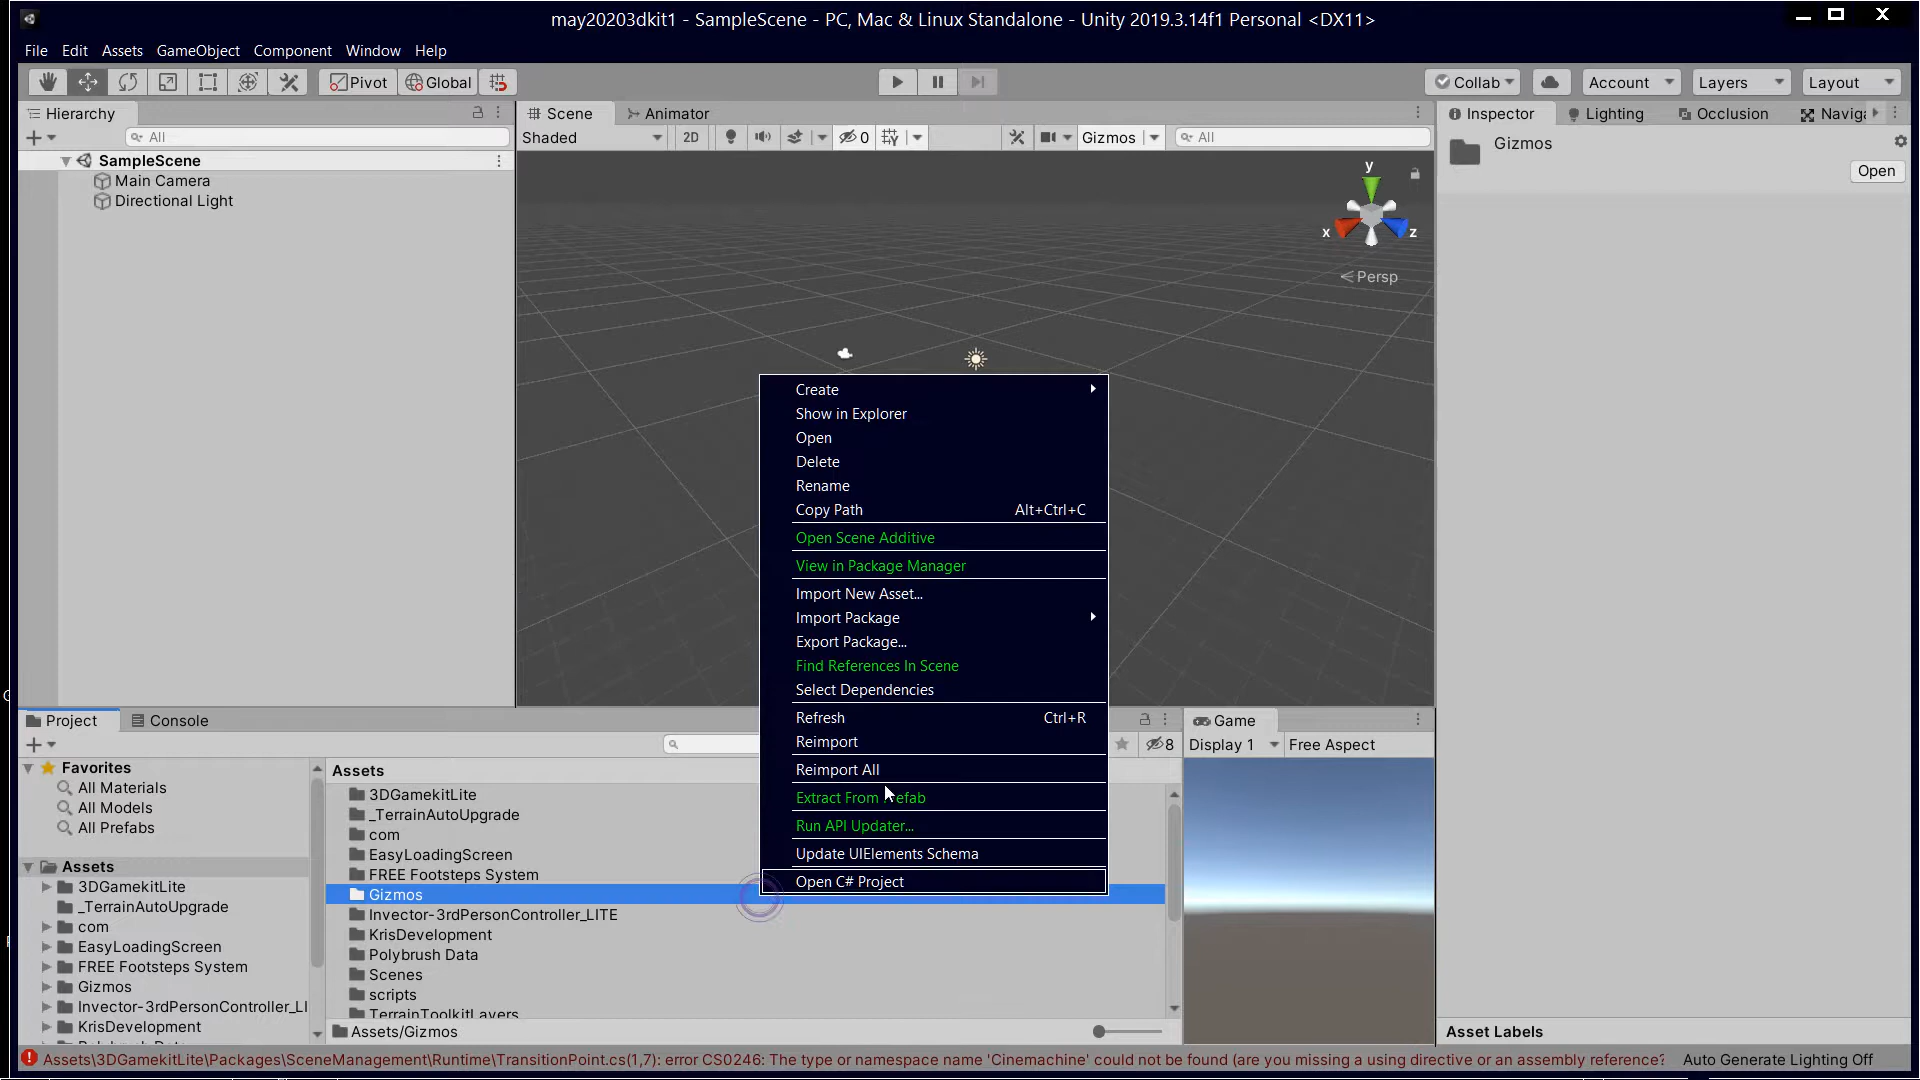 may20203dkit1 - SampleScene - PC, Mac & Linux Standalone - Unity 2019.3.14f1 Personal <DX11>
File Edit Assets GameObject Component Window Help
Pivot Global Collab Account Layers Layout
Hierarchy
All
SampleScene
Main Camera
Directional Light
Scene Animator
Shaded 2D 0 Gizmos All
y
x z
Persp
Inspector Lighting Occlusion Naviga
Gizmos
Open
Create
Show in Explorer
Open
Delete
Rename
Copy Path Alt+Ctrl+C
Open Scene Additive
View in Package Manager
Import New Asset...
Import Package
Export Package...
Find References In Scene
Select Dependencies
Refresh Ctrl+R
Reimport
Reimport All
Extract From Prefab
Run API Updater...
Update UIElements Schema
Open C# Project
Project Console
8
Favorites
All Materials
All Models
All Prefabs
Assets
3DGamekitLite
_TerrainAutoUpgrade
com
EasyLoadingScreen
FREE Footsteps System
Gizmos
Invector-3rdPersonController_LI
KrisDevelopment
Assets
3DGamekitLite
_TerrainAutoUpgrade
com
EasyLoadingScreen
FREE Footsteps System
Gizmos
Invector-3rdPersonController_LITE
KrisDevelopment
Polybrush Data
Scenes
scripts
TerrainToolkitLayers
Assets/Gizmos
Game
Display 1 Free Aspect
Asset Labels
Assets\3DGamekitLite\Packages\SceneManagement\Runtime\TransitionPoint.cs(1,7): error CS0246: The type or namespace name 'Cinemachine' could not be found (are you missing a using directive or an assembly reference?
Auto Generate Lighting Off